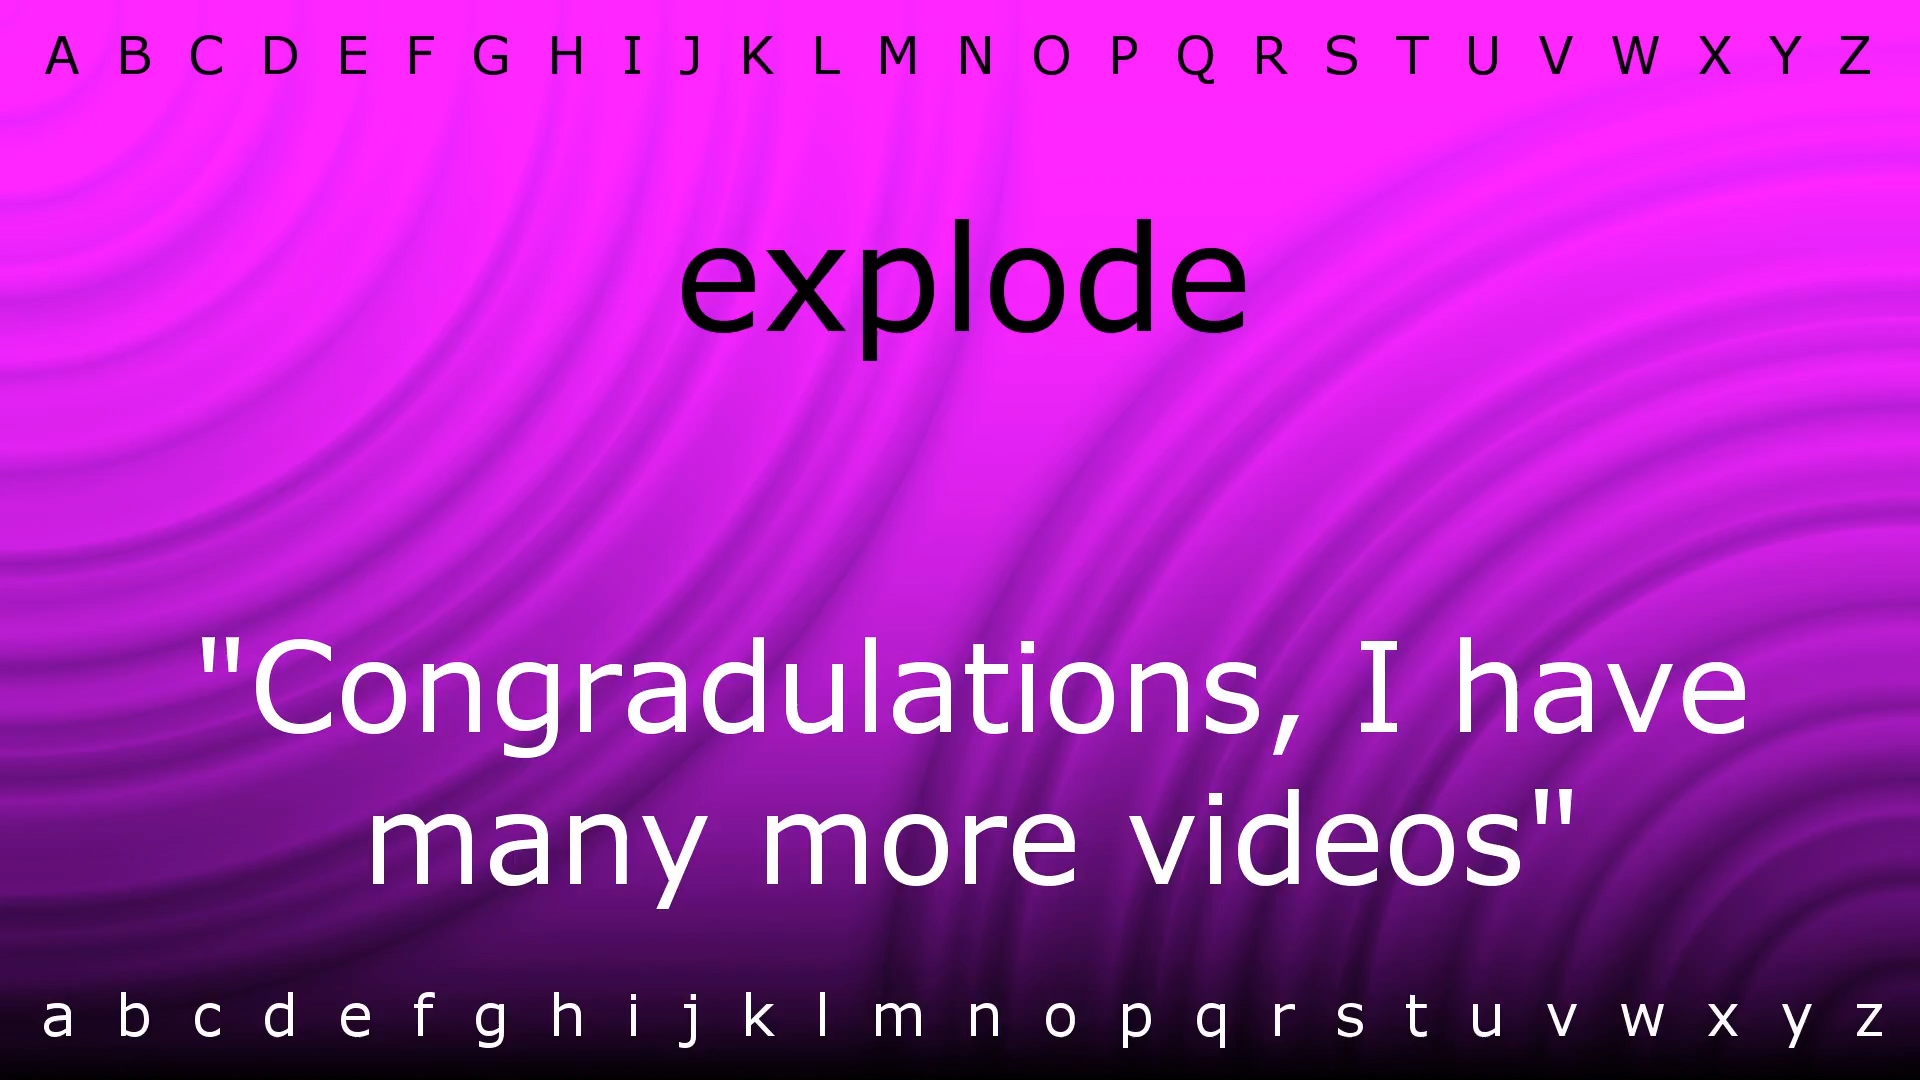 A B C D E F G H I J K L M N O P Q R S T U V W X Y Z
explode
"Congradulations, I have
many more videos"
a b c d e f g h i j k l m n o p q r s t u v w x y z